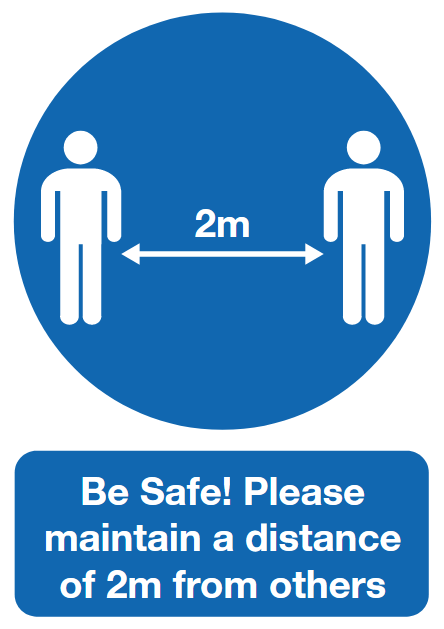 2m
Be Safe! Please
maintain a distance
of 2m from others